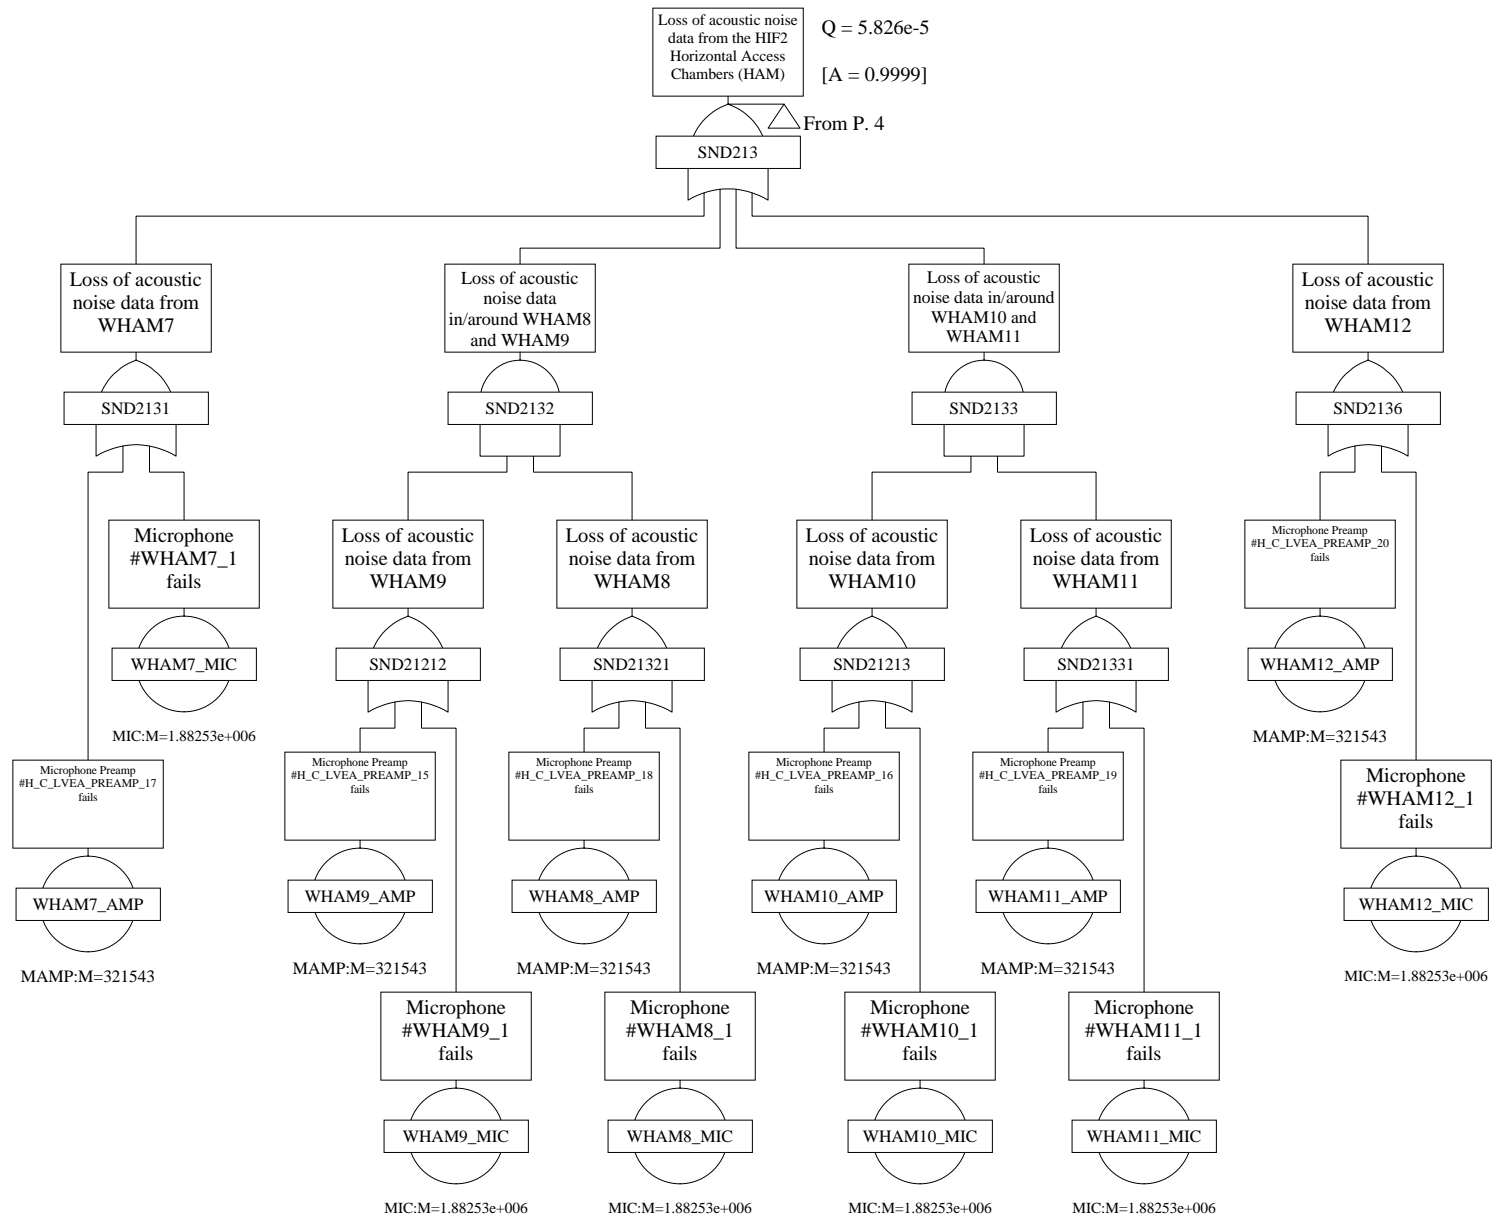 Loss of acoustic noise
data from the HIF2
Horizontal Access
Chambers (HAM)
Q = 5.826e-5
[A = 0.9999]
From P. 4
SND213
Loss of acoustic
noise data from
WHAM7
SND2131
Loss of acoustic
noise data
in/around WHAM8
and WHAM9
SND2132
Loss of acoustic
noise data in/around
WHAM10 and
WHAM11
SND2133
Loss of acoustic
noise data from
WHAM12
SND2136
Microphone
#WHAM7_1
fails
WHAM7_MIC
MIC:M=1.88253e+006
Loss of acoustic
noise data from
WHAM9
SND21212
Loss of acoustic
noise data from
WHAM8
SND21321
Loss of acoustic
noise data from
WHAM10
SND21213
Loss of acoustic
noise data from
WHAM11
SND21331
Microphone Preamp
#H_C_LVEA_PREAMP_20
fails
WHAM12_AMP
MAMP:M=321543
Microphone Preamp
#H_C_LVEA_PREAMP_17
fails
WHAM7_AMP
MAMP:M=321543
Microphone Preamp
#H_C_LVEA_PREAMP_15
fails
WHAM9_AMP
MAMP:M=321543
Microphone Preamp
#H_C_LVEA_PREAMP_18
fails
WHAM8_AMP
MAMP:M=321543
Microphone Preamp
#H_C_LVEA_PREAMP_16
fails
WHAM10_AMP
MAMP:M=321543
Microphone Preamp
#H_C_LVEA_PREAMP_19
fails
WHAM11_AMP
MAMP:M=321543
Microphone
#WHAM12_1
fails
WHAM12_MIC
MIC:M=1.88253e+006
Microphone
#WHAM9_1
fails
WHAM9_MIC
MIC:M=1.88253e+006
Microphone
#WHAM8_1
fails
WHAM8_MIC
MIC:M=1.88253e+006
Microphone
#WHAM10_1
fails
WHAM10_MIC
MIC:M=1.88253e+006
Microphone
#WHAM11_1
fails
WHAM11_MIC
MIC:M=1.88253e+006